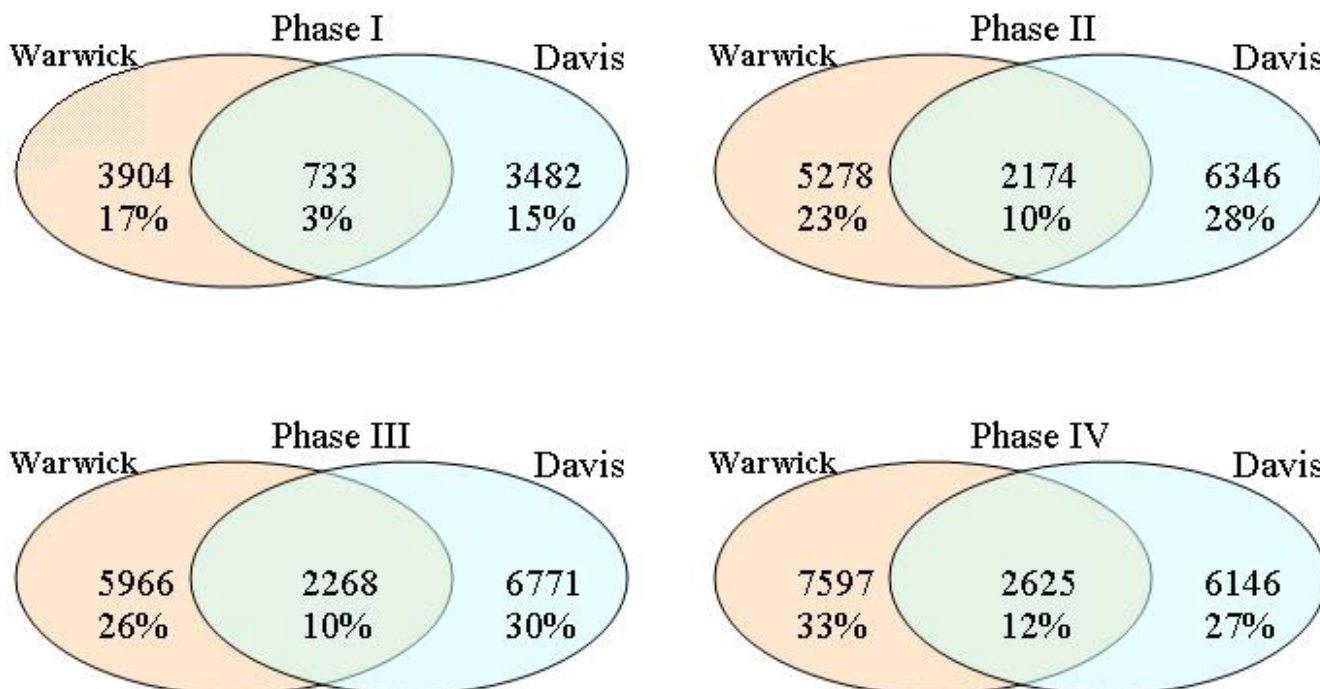 Phase I
Warwick
Davis
3904
733
3482
17%
3%
15%
Phase II
Warwick
Davis
5278
2174
6346
23%
10%
28%
Phase III
Warwick
Davis
5966
2268
6771
26%
10%
30%
Phase IV
Warwick
Davis
7597
2625
6146
33%
12%
27%